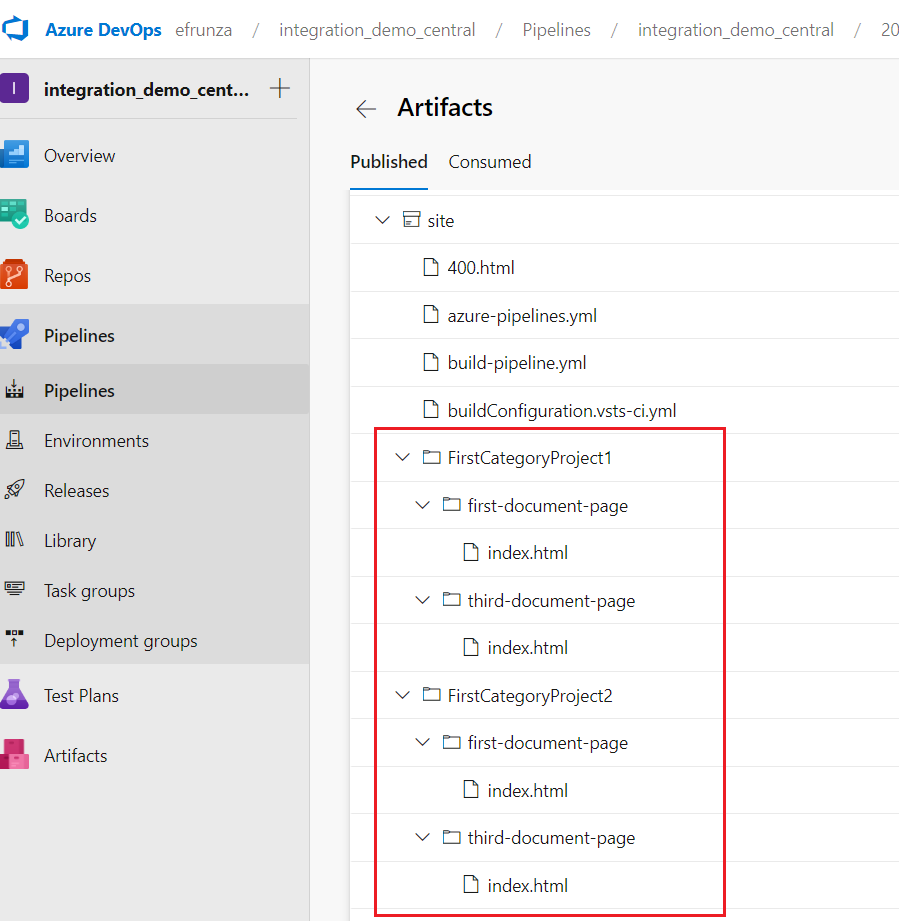 Azure DevOps efrunza / integration_demo_central / Pipelines / integration_demo_central / 20
I integration_demo_cent... +
Overview
Boards
Repos
Pipelines
Pipelines
Environments
Releases
Library
Task groups
Deployment groups
Test Plans
Artifacts
Artifacts
Published Consumed
site
400.html
azure-pipelines.yml
build-pipeline.yml
buildConfiguration.vsts-ci.yml
FirstCategoryProject1
first-document-page
index.html
third-document-page
index.html
FirstCategoryProject2
first-document-page
index.html
third-document-page
index.html